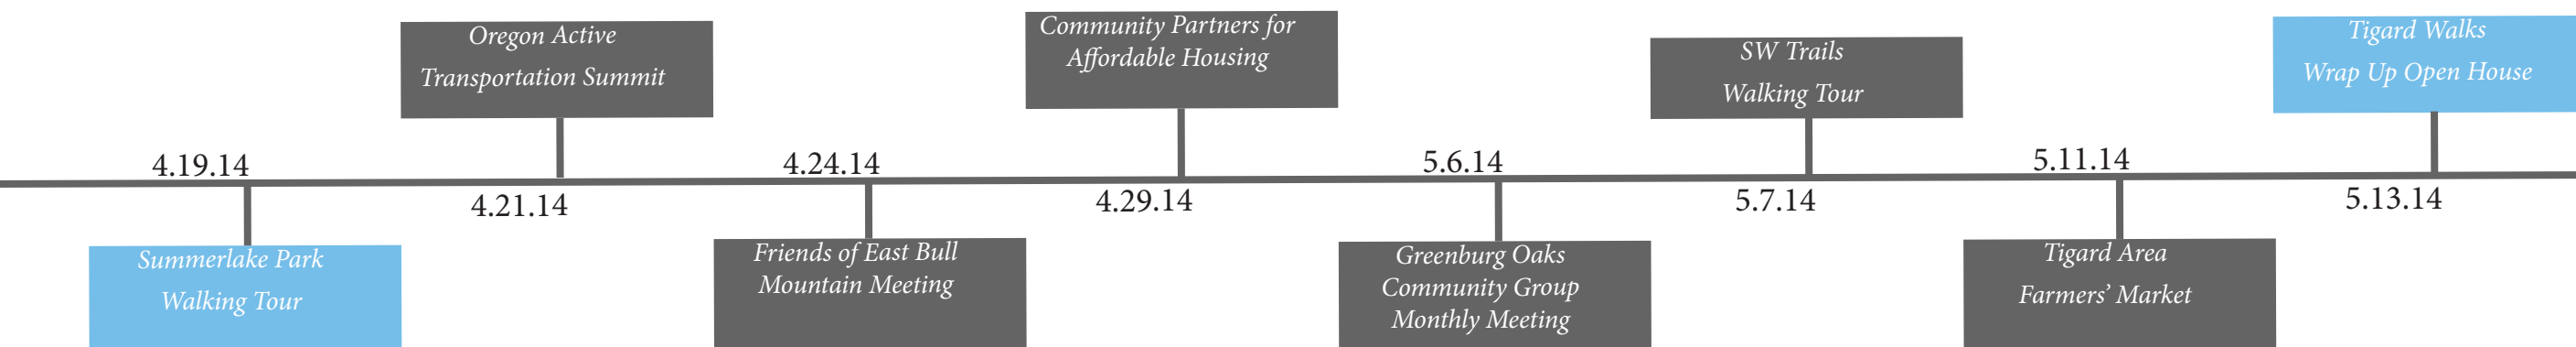 4.19.14
Summerlake Park
Walking Tour
Oregon Active
Transportation Summit
4.21.14
4.24.14
Friends of East Bull
Mountain Meeting
Community Partners for
Affordable Housing
4.29.14
5.6.14
Greenburg Oaks
Community Group
Monthly Meeting
SW Trails
Walking Tour
5.7.14
5.11.14
Tigard Area
Farmers’ Market
Tigard Walks
Wrap Up Open House
5.13.14